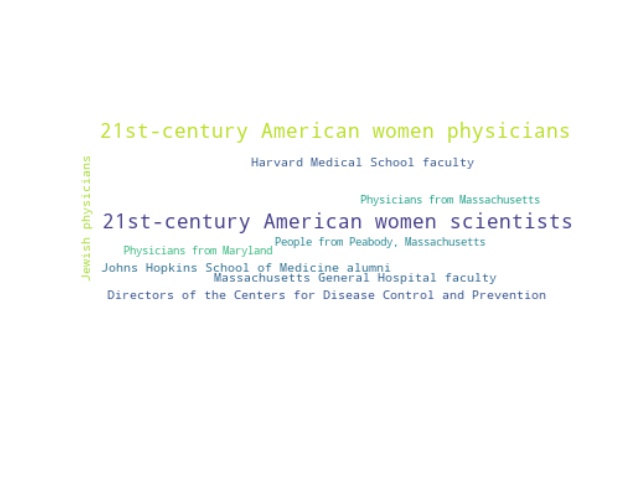 21st-century American women physicians
Harvard Medical School faculty
Jewish physicians
Physicians from Massachusetts
21st-century American women scientists
People from Peabody, Massachusetts
Physicians from Maryland
Johns Hopkins School of Medicine alumni
Massachusetts General Hospital faculty
Directors of the Centers for Disease Control and Prevention